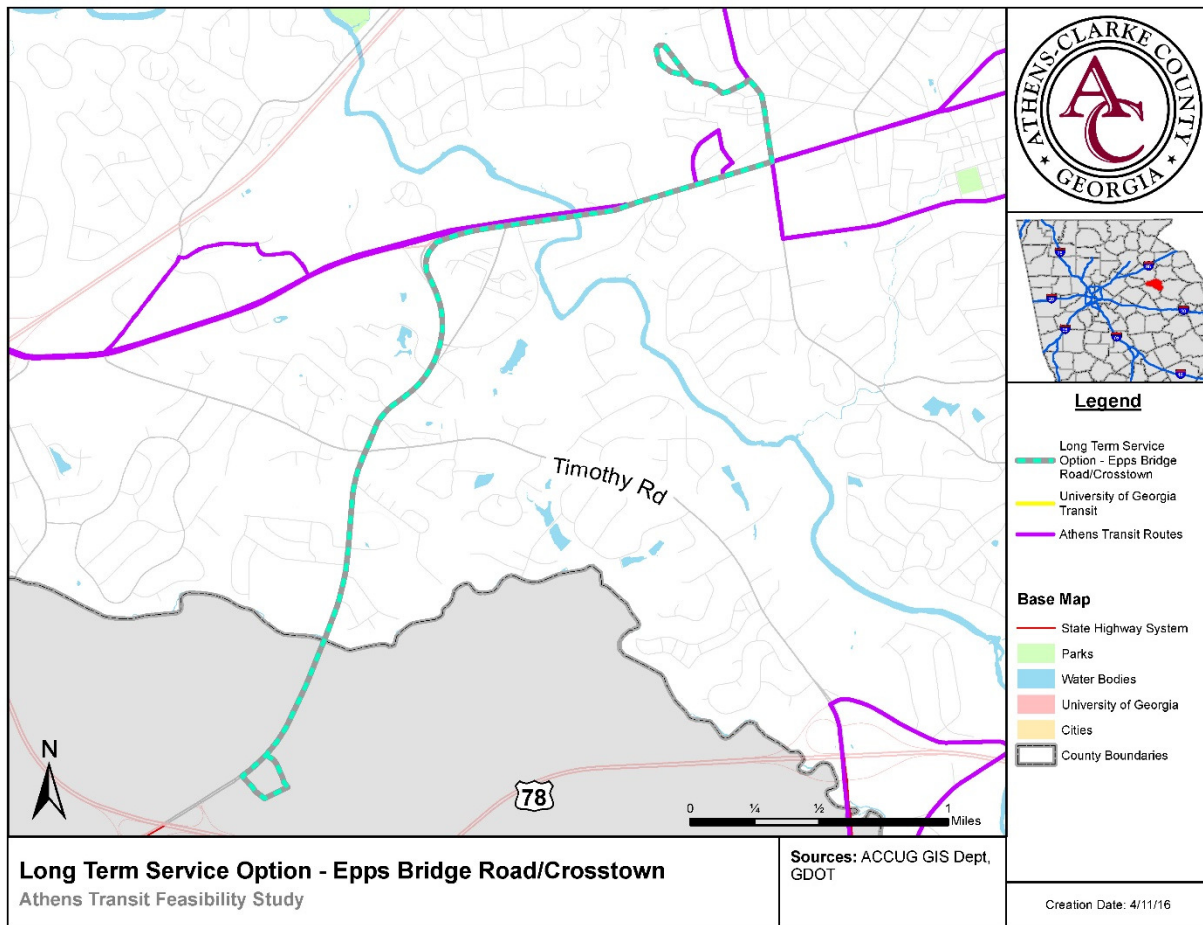 Timothy Rd
N
78
0 ¼ ½ 1
Miles
ATHENS-CLARKE COUNTY
AC
GEORGIA
Legend
Long Term Service
Option - Epps Bridge
Road/Crosstown
University of Georgia
Transit
Athens Transit Routes
Base Map
State Highway System
Parks
Water Bodies
University of Georgia
Cities
County Boundaries
Long Term Service Option - Epps Bridge Road/Crosstown
Athens Transit Feasibility Study
Sources: ACCUG GIS Dept,
GDOT
Creation Date: 4/11/16